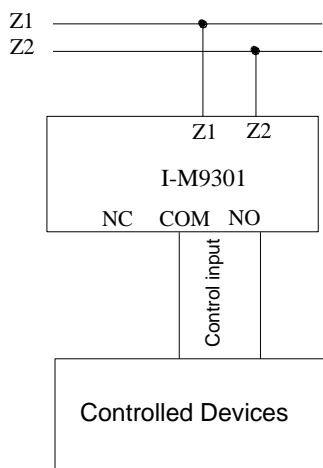 Z1
Z2
Z1 Z2
I-M9301
NC COM NO
Control input
Controlled Devices